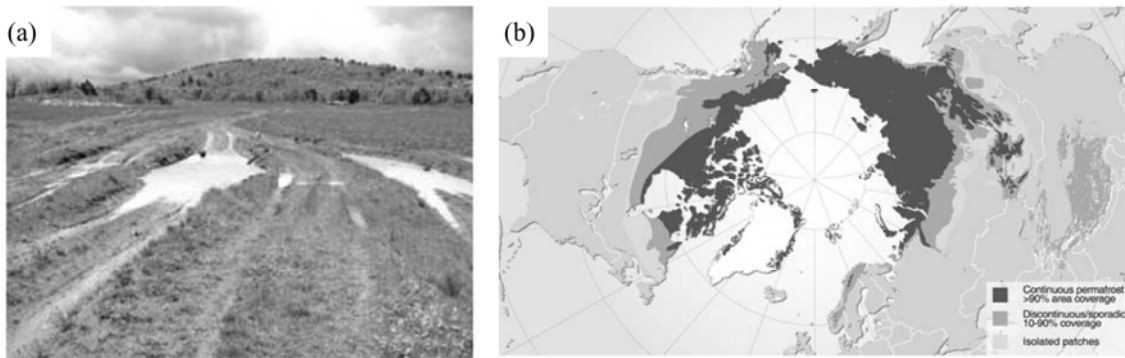 (a)
(b)
Continuous permafrost
>90% area coverage
Discontinuous/sporadic
10-90% coverage
Isolated patches